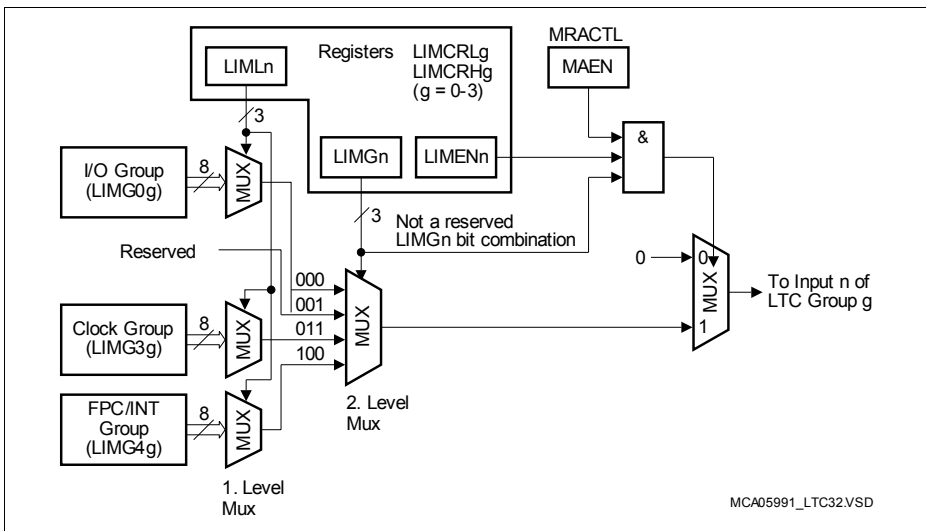 Registers
LIMCRLg
LIMCRHg
(g = 0-3)
MRACTL
MAEN
LIMLn
3
&
LIMGn
LIMENn
I/O Group
(LIMG0g)
8
MUX
3
Not a reserved
LIMGn bit combination
Reserved
0
0
MUX
1
To Input n of
LTC Group g
000
001
011
100
MUX
Clock Group
(LIMG3g)
8
MUX
2. Level
Mux
FPC/INT
Group
(LIMG4g)
8
MUX
1. Level
Mux
MCA05991_LTC32.VSD